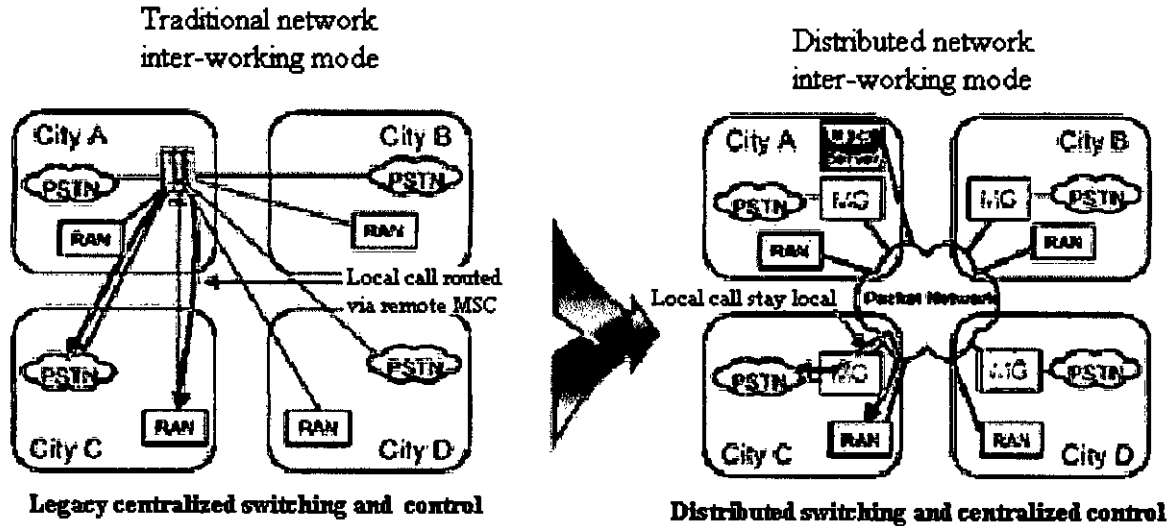 Traditional network
inter-working mode
Distributed network
inter-working mode
City A
PSTN
RAN
City B
PSTN
RAN
Local call routed
via remote MSC
PSTN
RAN
City C
PSTN
RAN
City D
Legacy centralized switching and control
City A
Server
PSTN
MG
RAN
City B
MG
PSTN
RAN
Packet Network
Local call stay local
PSTN
MG
RAN
City C
MG
PSTN
RAN
City D
Distributed switching and centralized control